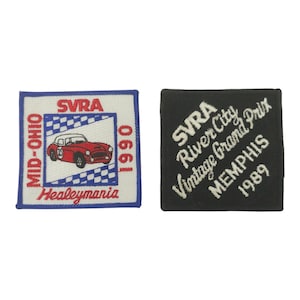 SVRA
MID-OHIO
1990
Healeymania
SVRA
River City
Vintage Grand Prix
MEMPHIS
1989